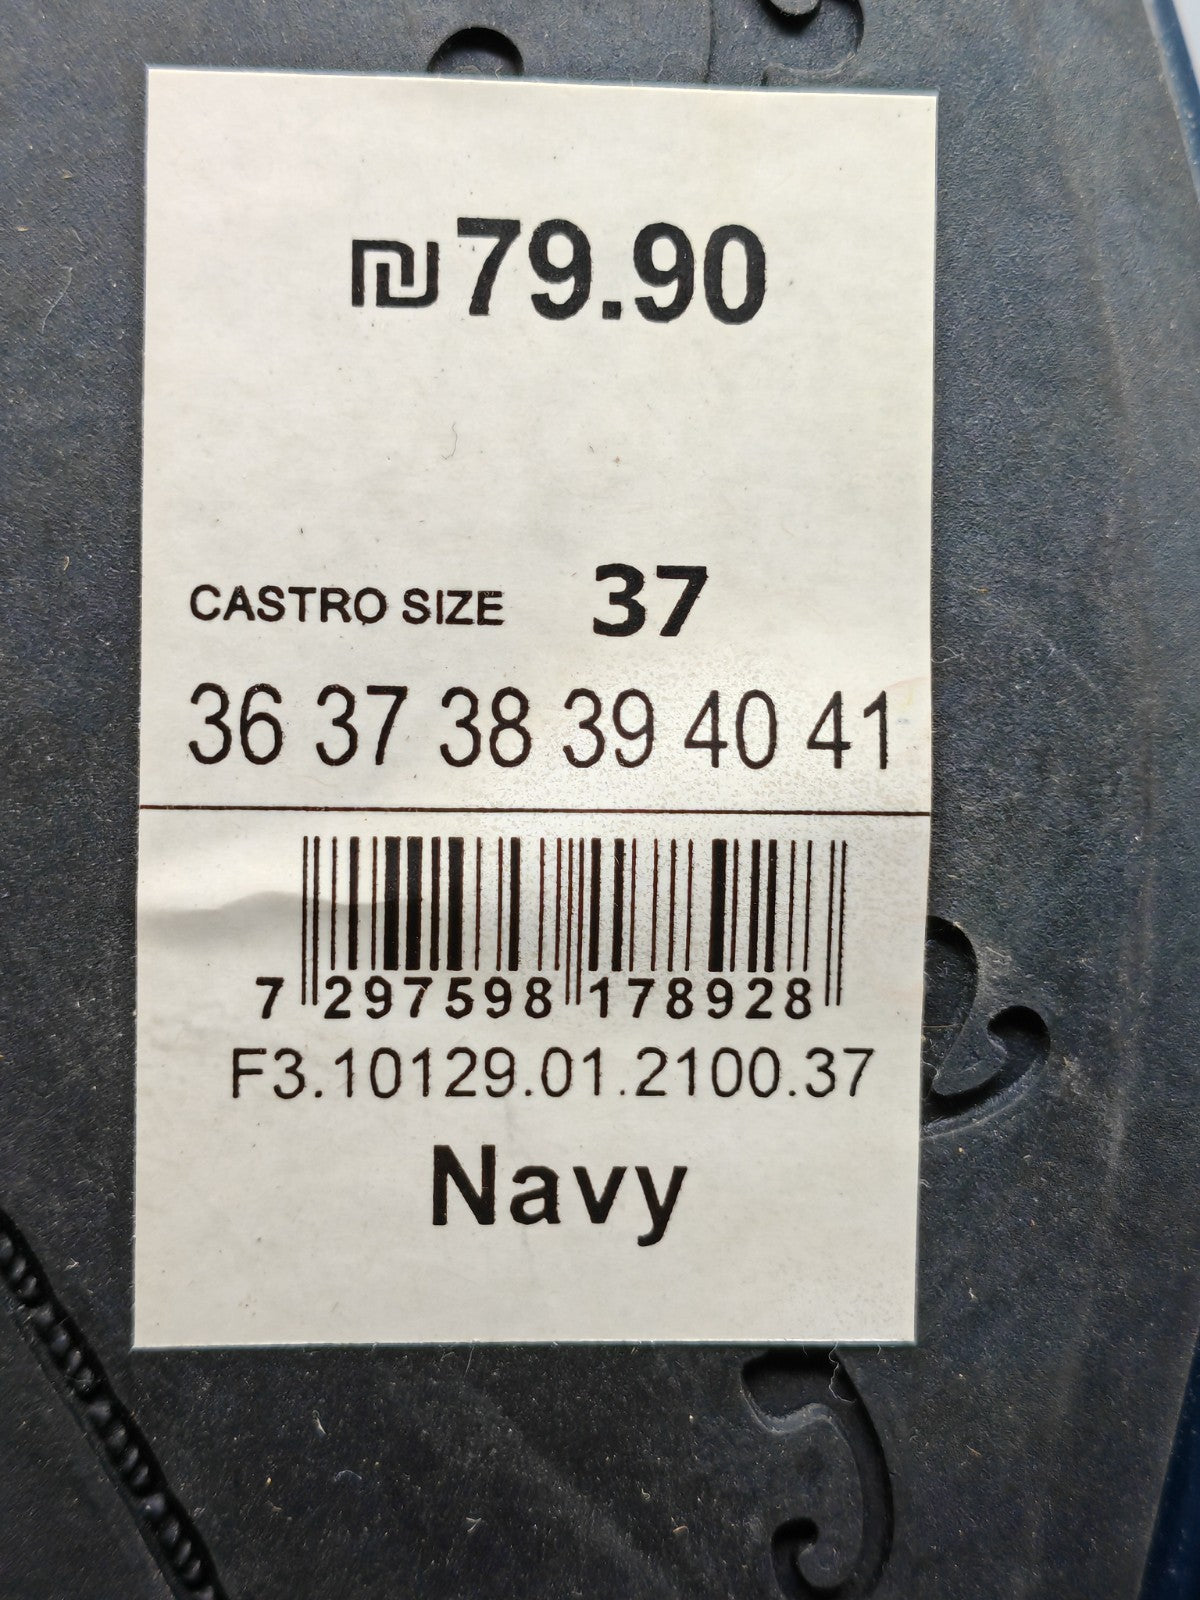 ₪79.90
CASTRO SIZE 37
36 37 38 39 40 41
7 297598 178928
F3.10129.01.2100.37
Navy